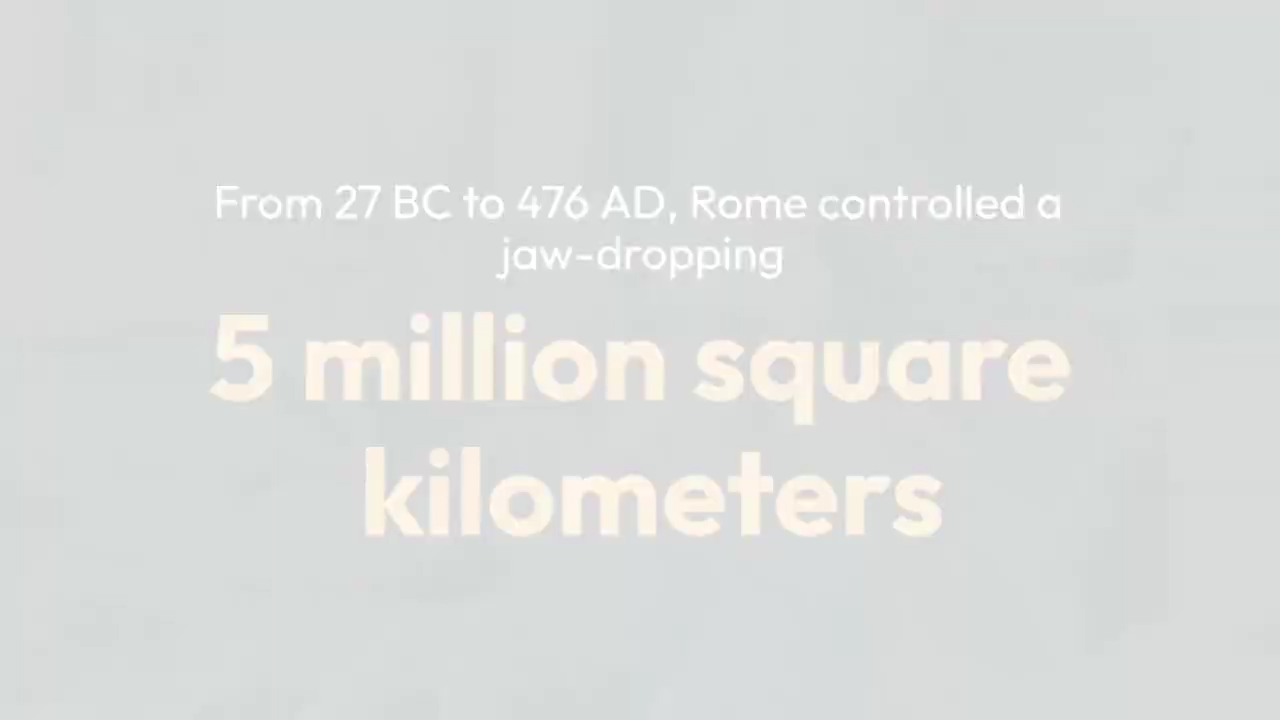 From 27 BC to 476 AD, Rome controlled a
jaw-dropping
5 million square
kilometers